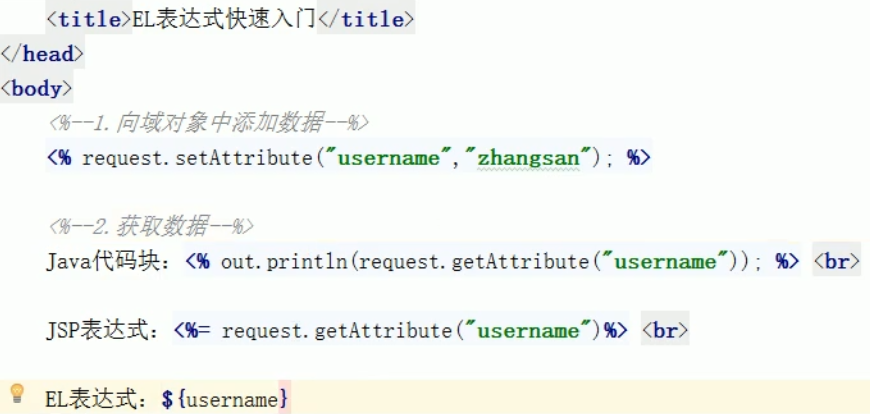 <title>EL表达式快速入门</title>
</head>
<body>
<%--1.向域对象中添加数据--%>
<% request.setAttribute("username","zhangsan"); %>
<%--2.获取数据--%>
Java代码块：<% out.println(request.getAttribute("username")); %> <br>
JSP表达式：<%= request.getAttribute("username")%> <br>
EL表达式：${username}